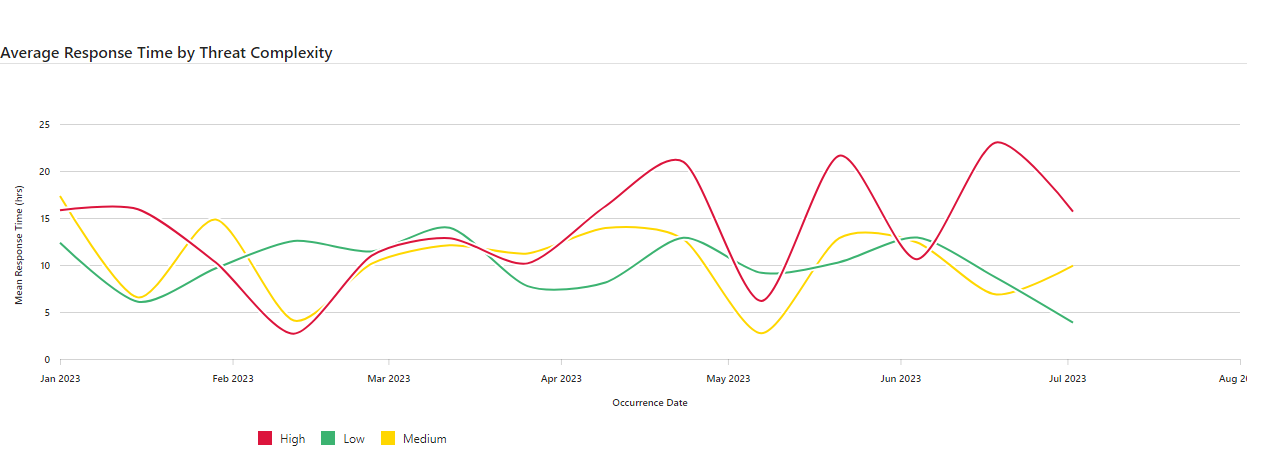 Average Response Time by Threat Complexity
25
20
15
10
5
0
Mean Response Time (hrs)
Jan 2023 Feb 2023 Mar 2023 Apr 2023 May 2023 Jun 2023 Jul 2023 Aug
Occurrence Date
High Low Medium